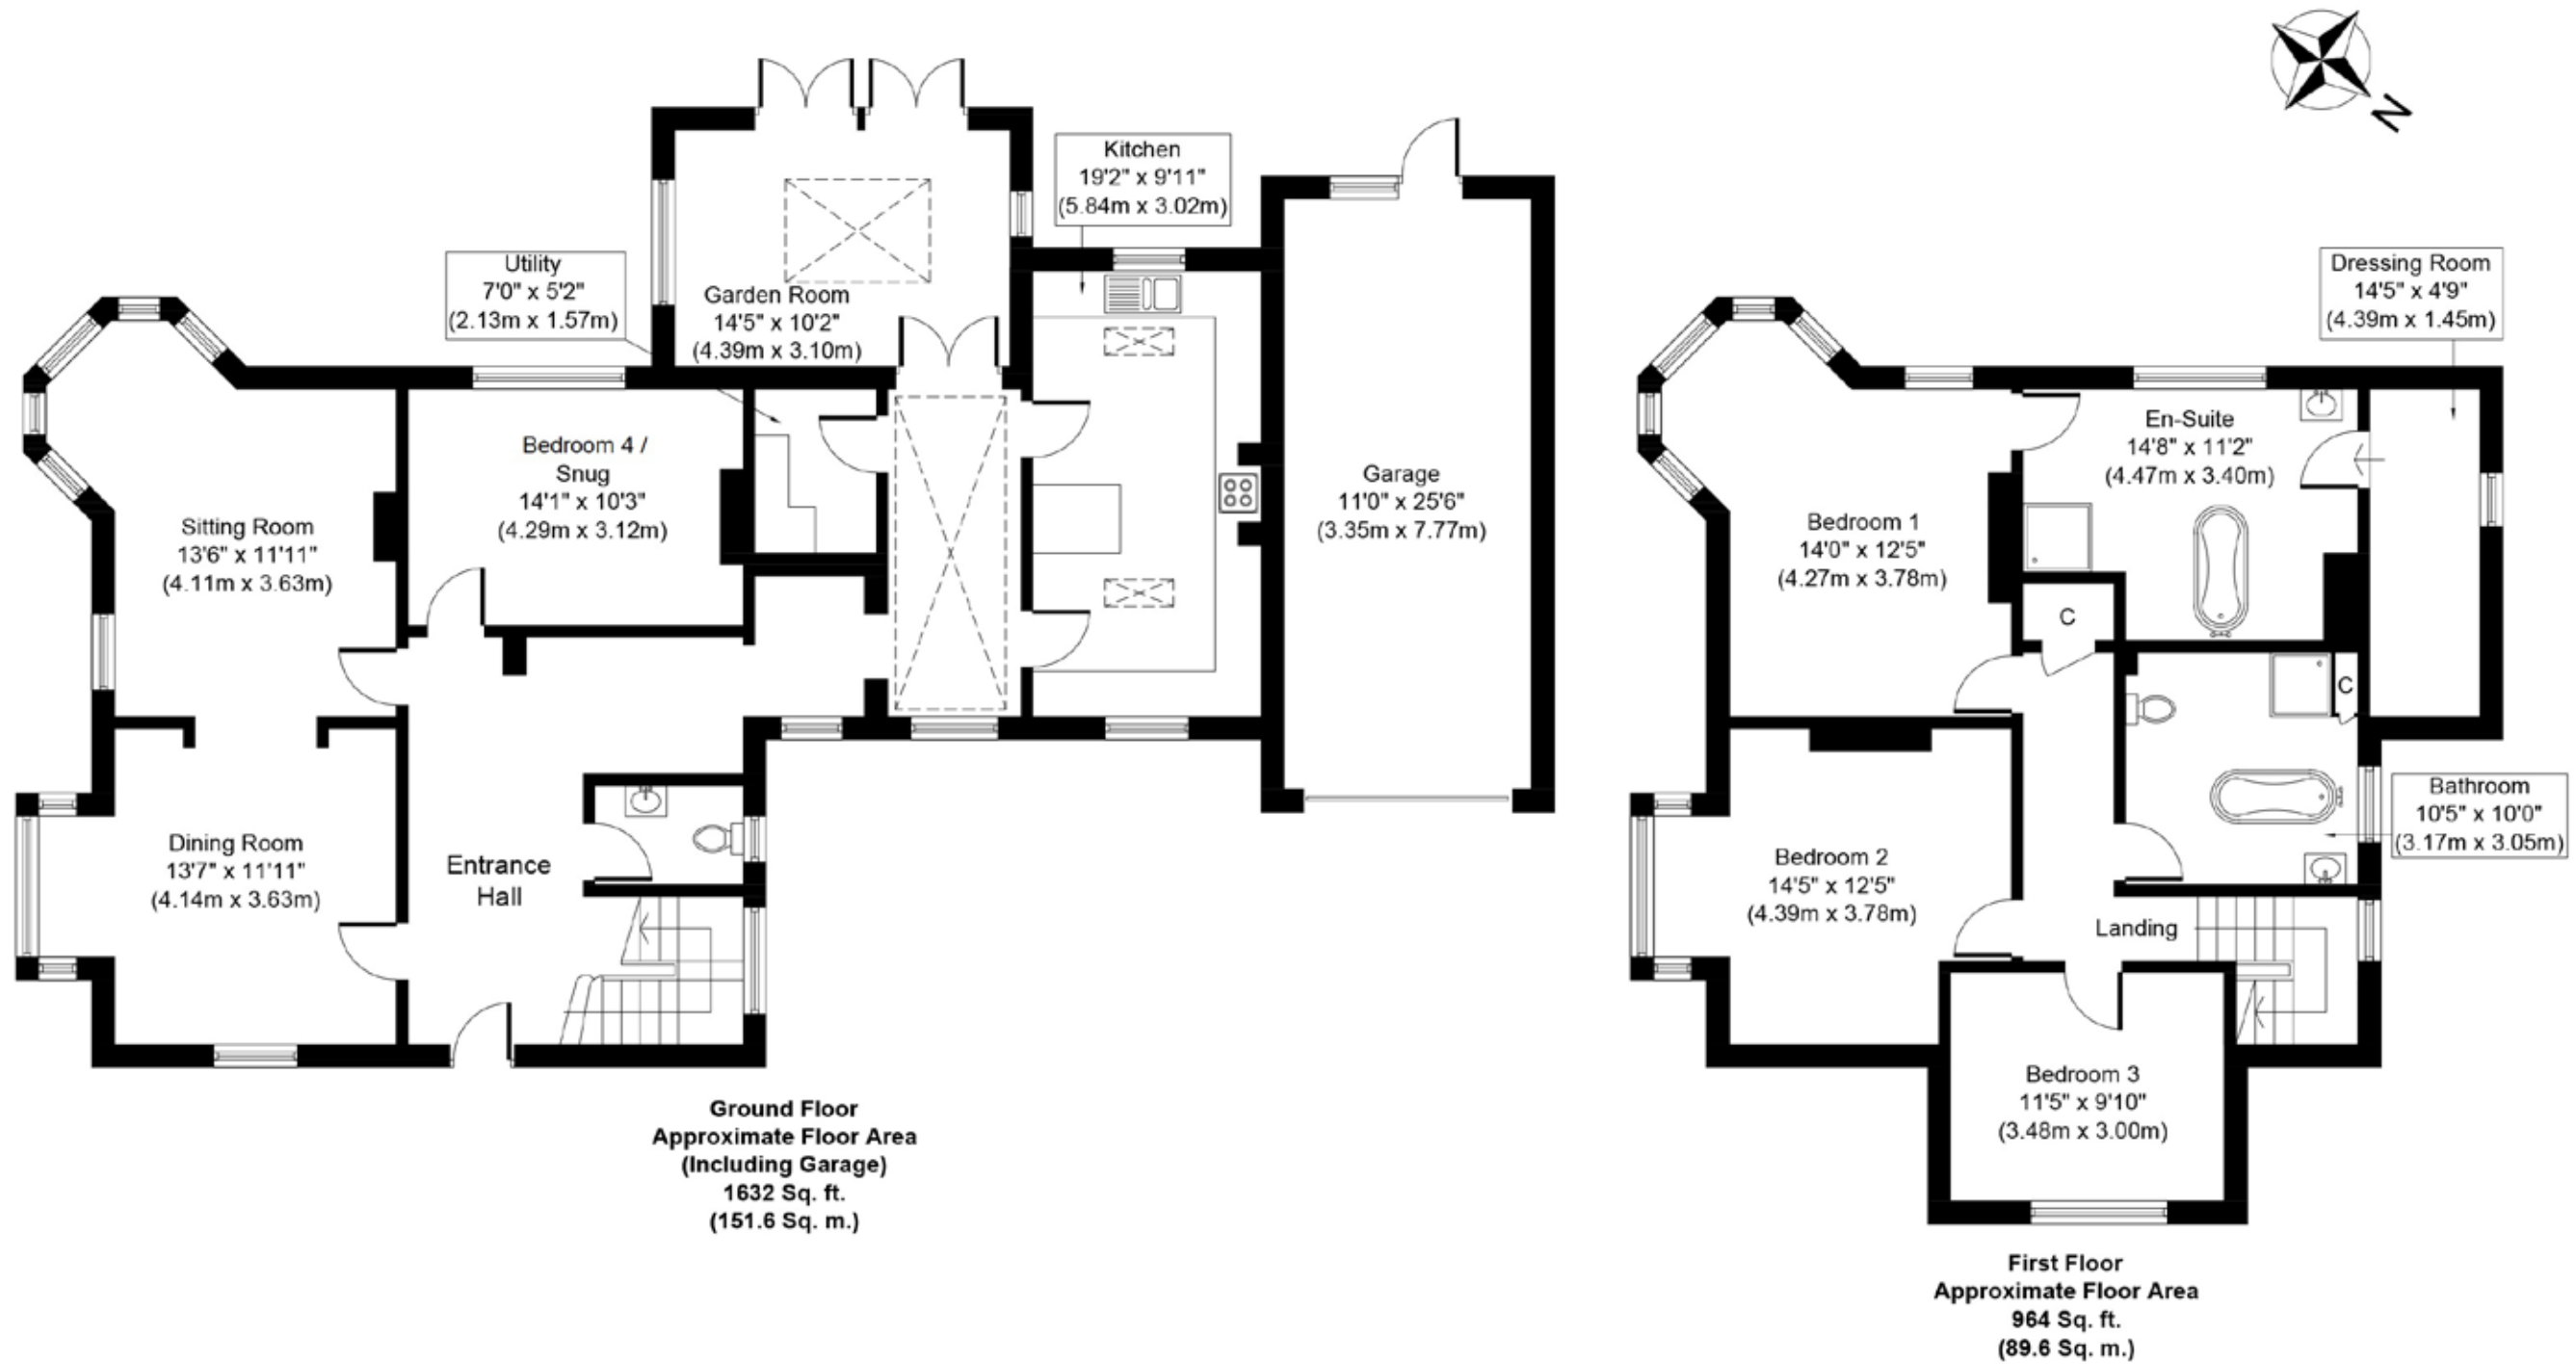 N
Kitchen
19'2" x 9'11"
(5.84m x 3.02m)
Utility
7'0" x 5'2"
(2.13m x 1.57m)
Garden Room
14'5" x 10'2"
(4.39m x 3.10m)
Bedroom 4 /
Snug
14'1" x 10'3"
(4.29m x 3.12m)
Sitting Room
13'6" x 11'11"
(4.11m x 3.63m)
Garage
11'0" x 25'6"
(3.35m x 7.77m)
Dining Room
13'7" x 11'11"
(4.14m x 3.63m)
Entrance
Hall
Ground Floor
Approximate Floor Area
(Including Garage)
1632 Sq. ft.
(151.6 Sq. m.)
Dressing Room
14'5" x 4'9"
(4.39m x 1.45m)
En-Suite
14'8" x 11'2"
(4.47m x 3.40m)
Bedroom 1
14'0" x 12'5"
(4.27m x 3.78m)
C
C
Bathroom
10'5" x 10'0"
(3.17m x 3.05m)
Bedroom 2
14'5" x 12'5"
(4.39m x 3.78m)
Landing
Bedroom 3
11'5" x 9'10"
(3.48m x 3.00m)
First Floor
Approximate Floor Area
964 Sq. ft.
(89.6 Sq. m.)